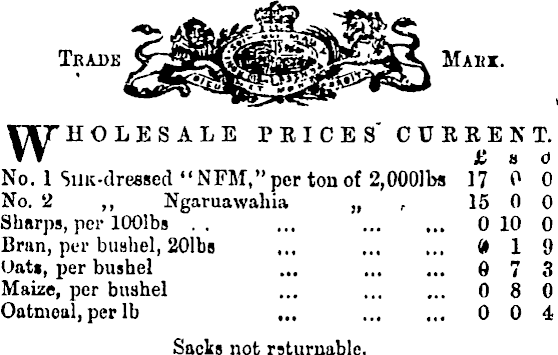 TRADE MARK.
WHOLESALE PRICES CURRENT.
£ s d
No. 1 Silk-dressed "NFM," per ton of 2,000lbs 17 0 0
No. 2 ,, Ngaruawahia ,, 15 0 0
Sharps, per 100lbs . . ... ... ... 0 10 0
Bran, per bushel, 20lbs ... ... ... 0 1 9
Oats, per bushel ... ... ... 0 7 3
Maize, per bushel ... ... ... 0 8 0
Oatmeal, per lb ... ... ... 0 0 4
Sacks not returnable.